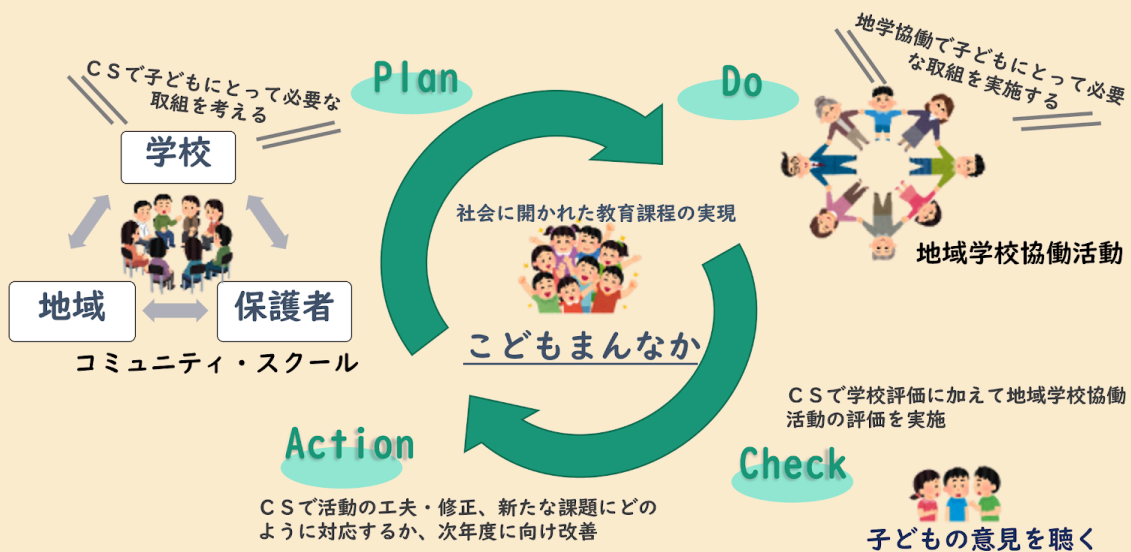 CSで子どもにとって必要な
取組を考える
Plan
Do
地学協働で子どもにとって必要
な取組を実施する
学校
地域
保護者
コミュニティ・スクール
社会に開かれた教育課程の実現
こどもまんなか
地域学校協働活動
Action
CSで活動の工夫・修正、新たな課題にどの
ように対応するか、次年度に向け改善
CSで学校評価に加えて地域学校協働
活動の評価を実施
Check
子どもの意見を聴く